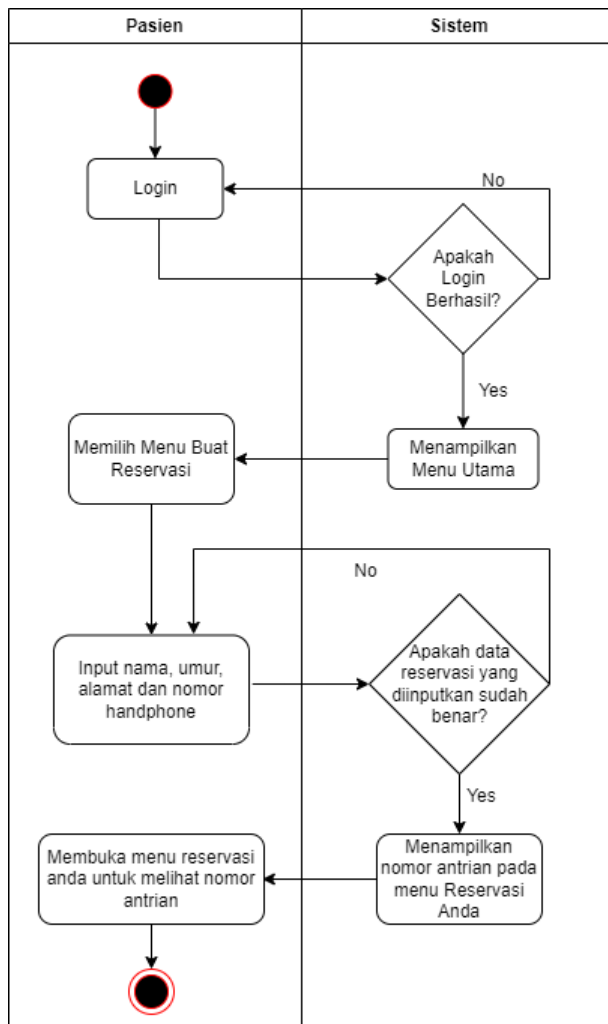 Pasien
Sistem
Login
No
Apakah
Login
Berhasil?
Yes
Memilih Menu Buat
Reservasi
Menampilkan
Menu Utama
No
Input nama, umur,
alamat dan nomor
handphone
Apakah data
reservasi yang
diinputkan sudah
benar?
Yes
Membuka menu reservasi
anda untuk melihat nomor
antrian
Menampilkan
nomor antrian pada
menu Reservasi
Anda